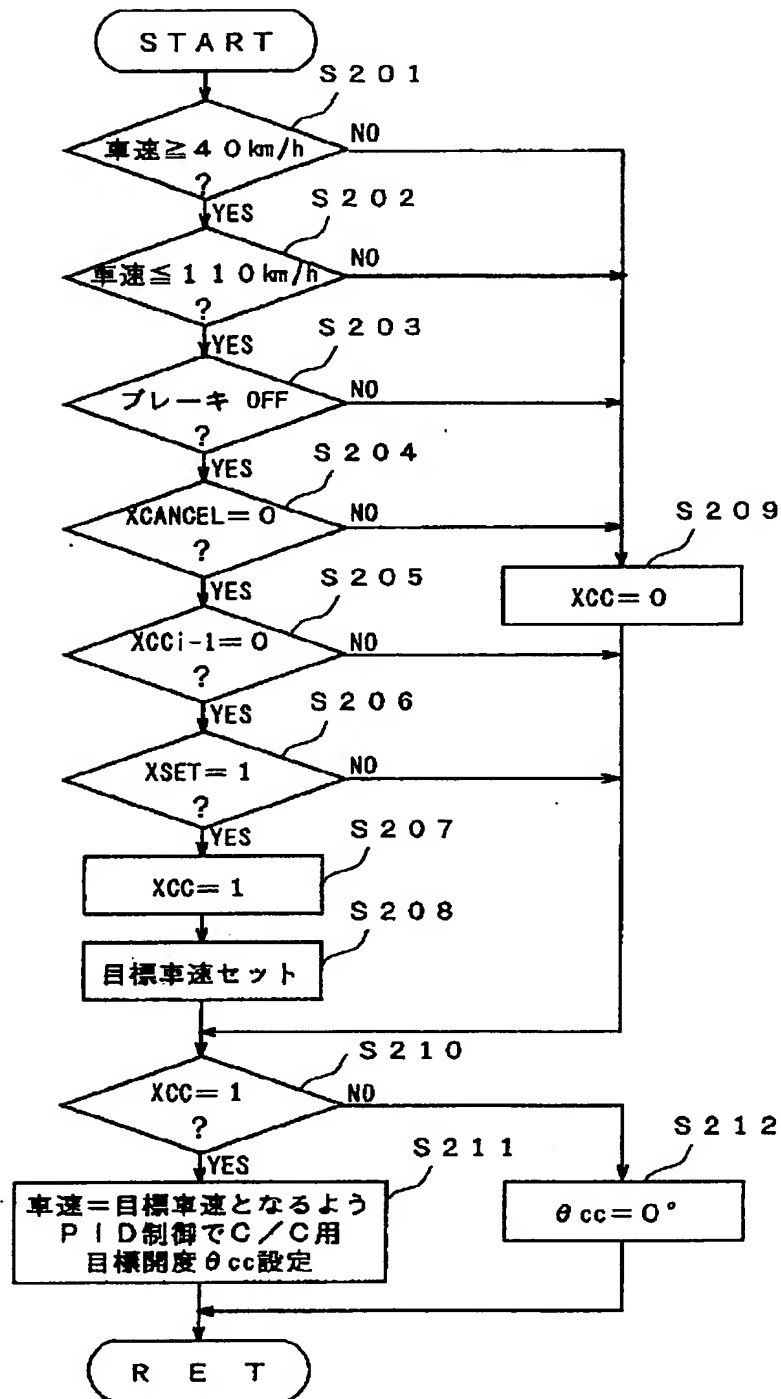 START
S201
車速≧40km/h
?
NO
YES
S202
車速≦110km/h
?
NO
YES
S203
ブレーキ OFF
?
NO
YES
S204
XCANCEL=0
?
NO
YES
S209
XCC=0
S205
XCCi-1=0
?
NO
YES
S206
XSET=1
?
NO
YES
S207
XCC=1
S208
目標車速セット
S210
XCC=1
?
NO
YES
S211
車速=目標車速となるよう
PID制御でC/C用
目標開度θcc設定
S212
θcc=0°
RET